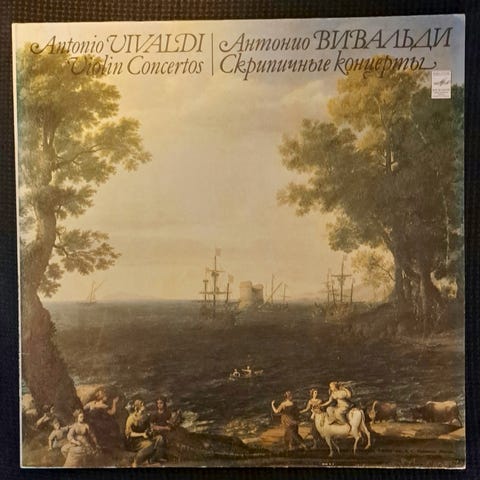 Antonio VIVALDI
Violin Concertos
Антонио ВИВАЛЬДИ
Скрипичные концерты